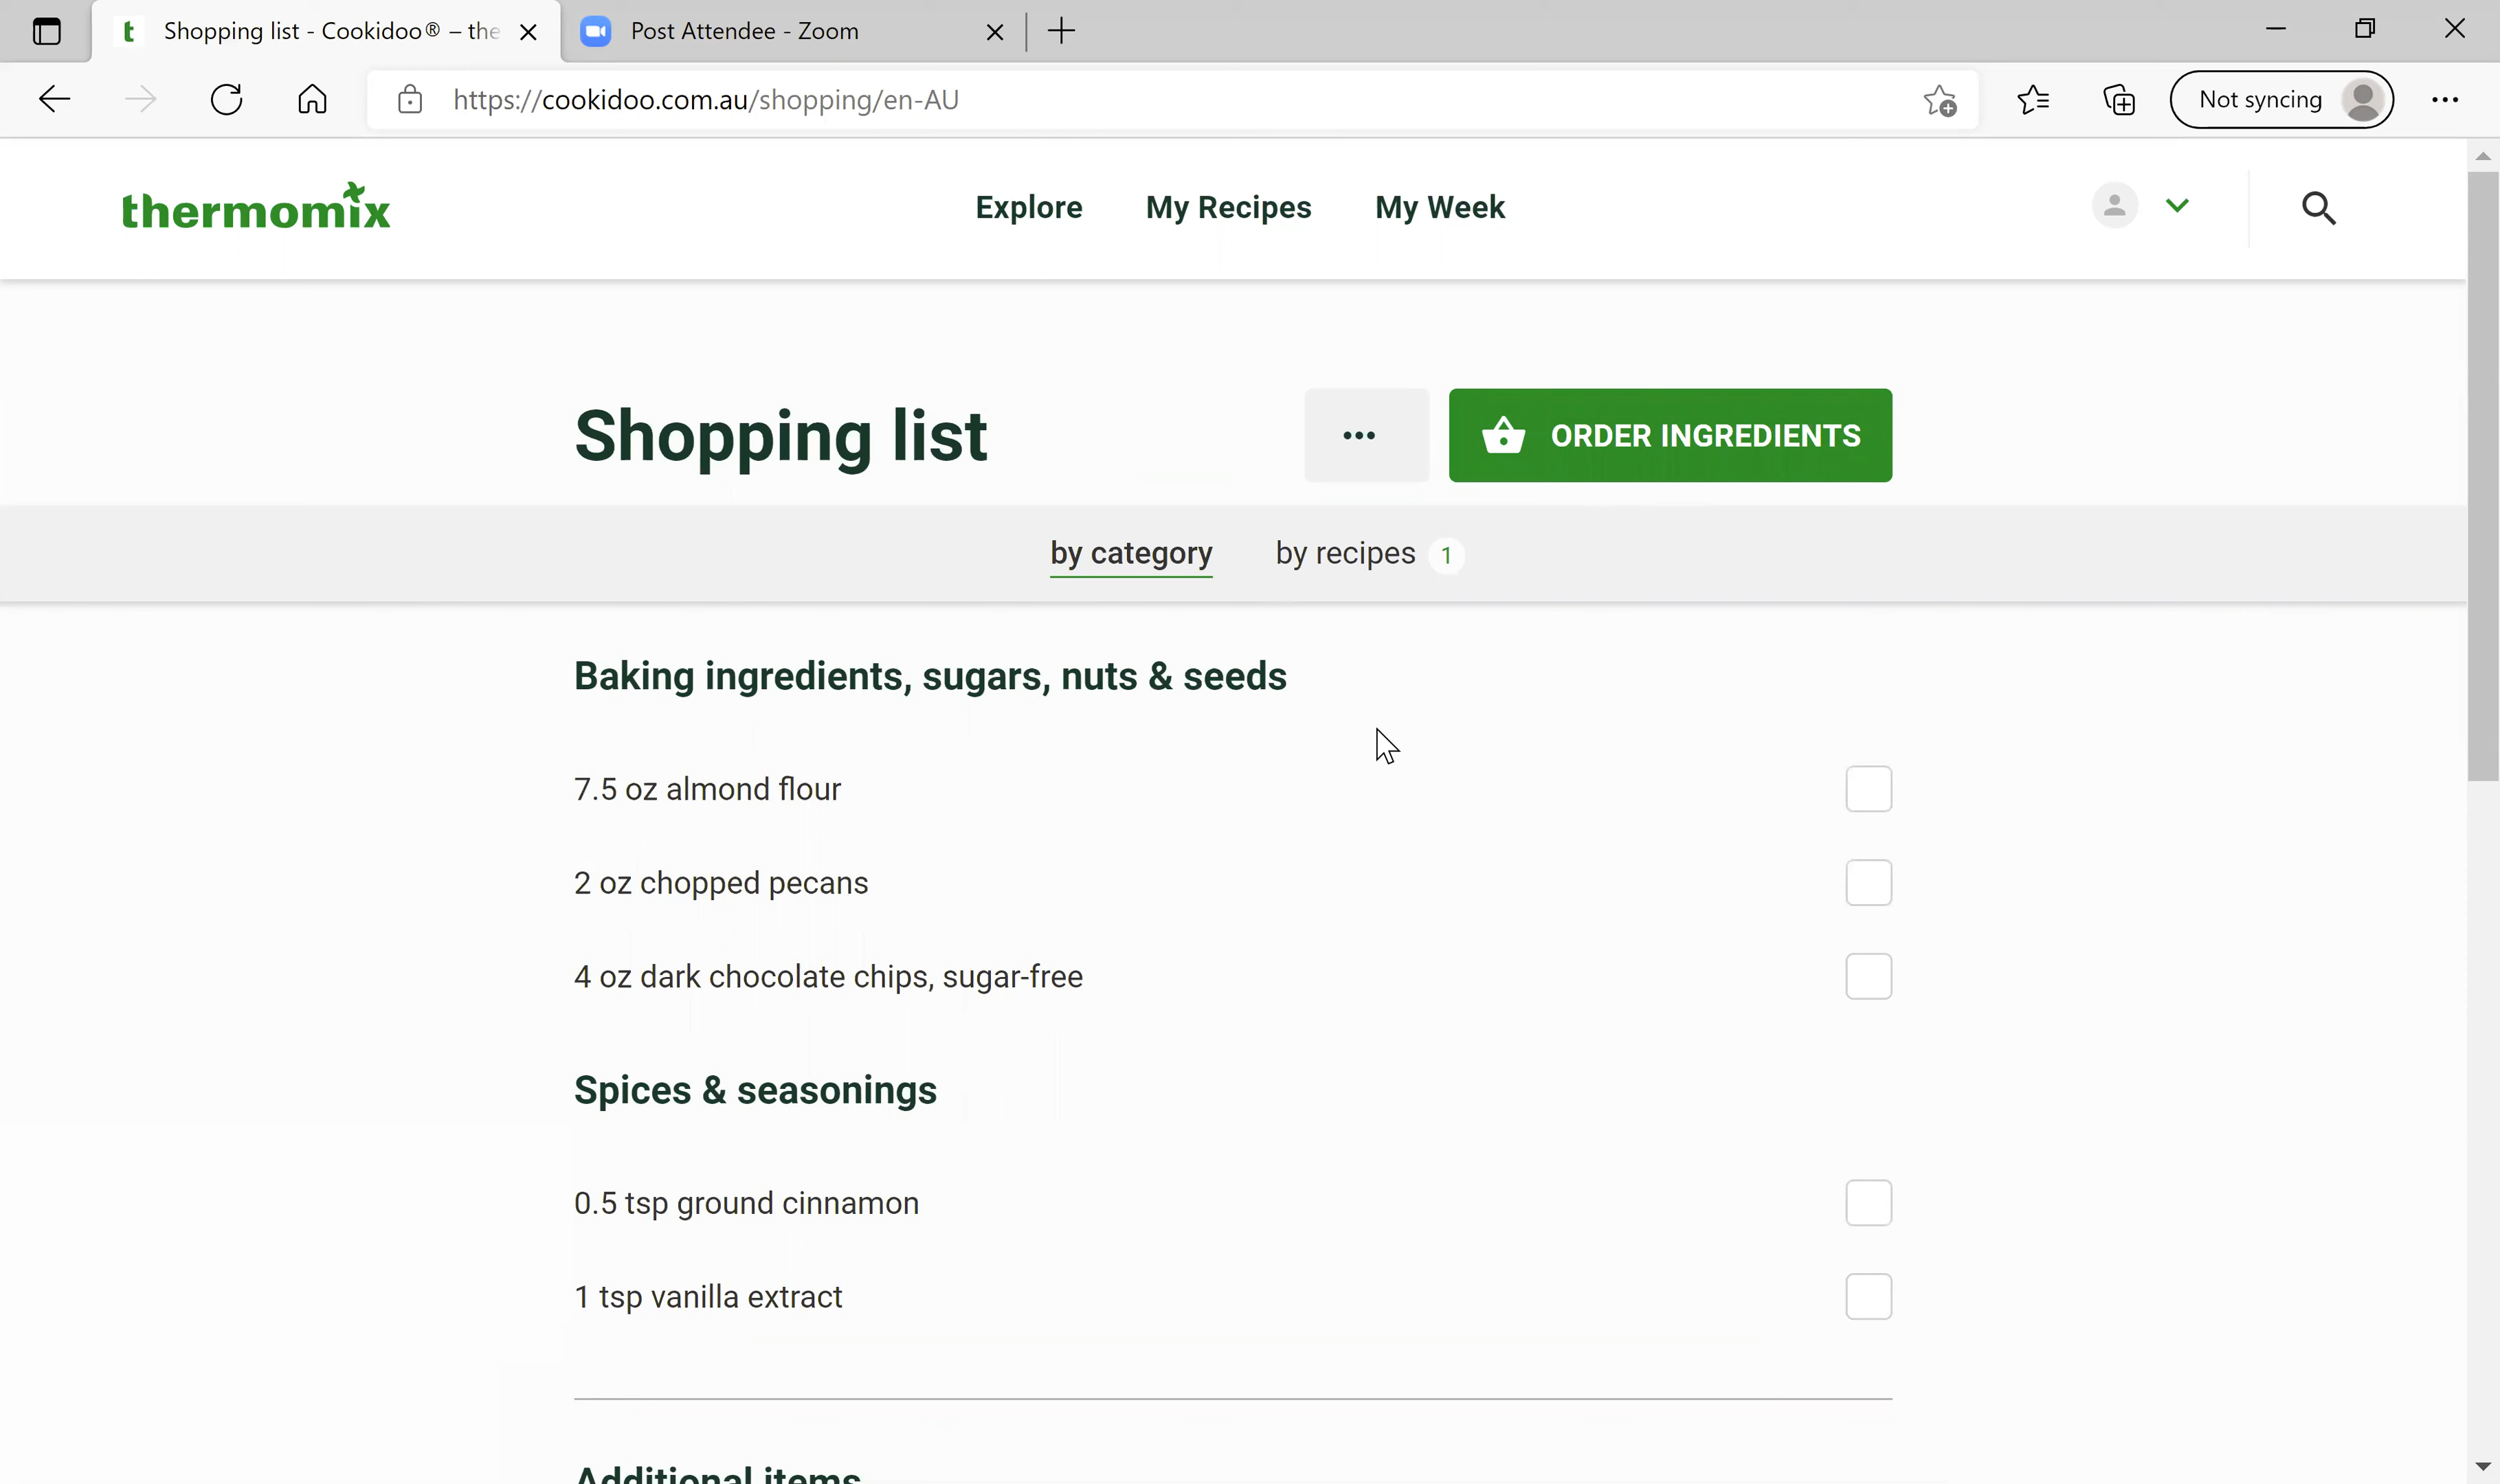 Shopping list - Cookidoo® – the
Post Attendee - Zoom
https://cookidoo.com.au/shopping/en-AU
Not syncing
thermomix
Explore
My Recipes
My Week
Shopping list
ORDER INGREDIENTS
by category
by recipes 1
Baking ingredients, sugars, nuts & seeds
7.5 oz almond flour
2 oz chopped pecans
4 oz dark chocolate chips, sugar-free
Spices & seasonings
0.5 tsp ground cinnamon
1 tsp vanilla extract
Additional items